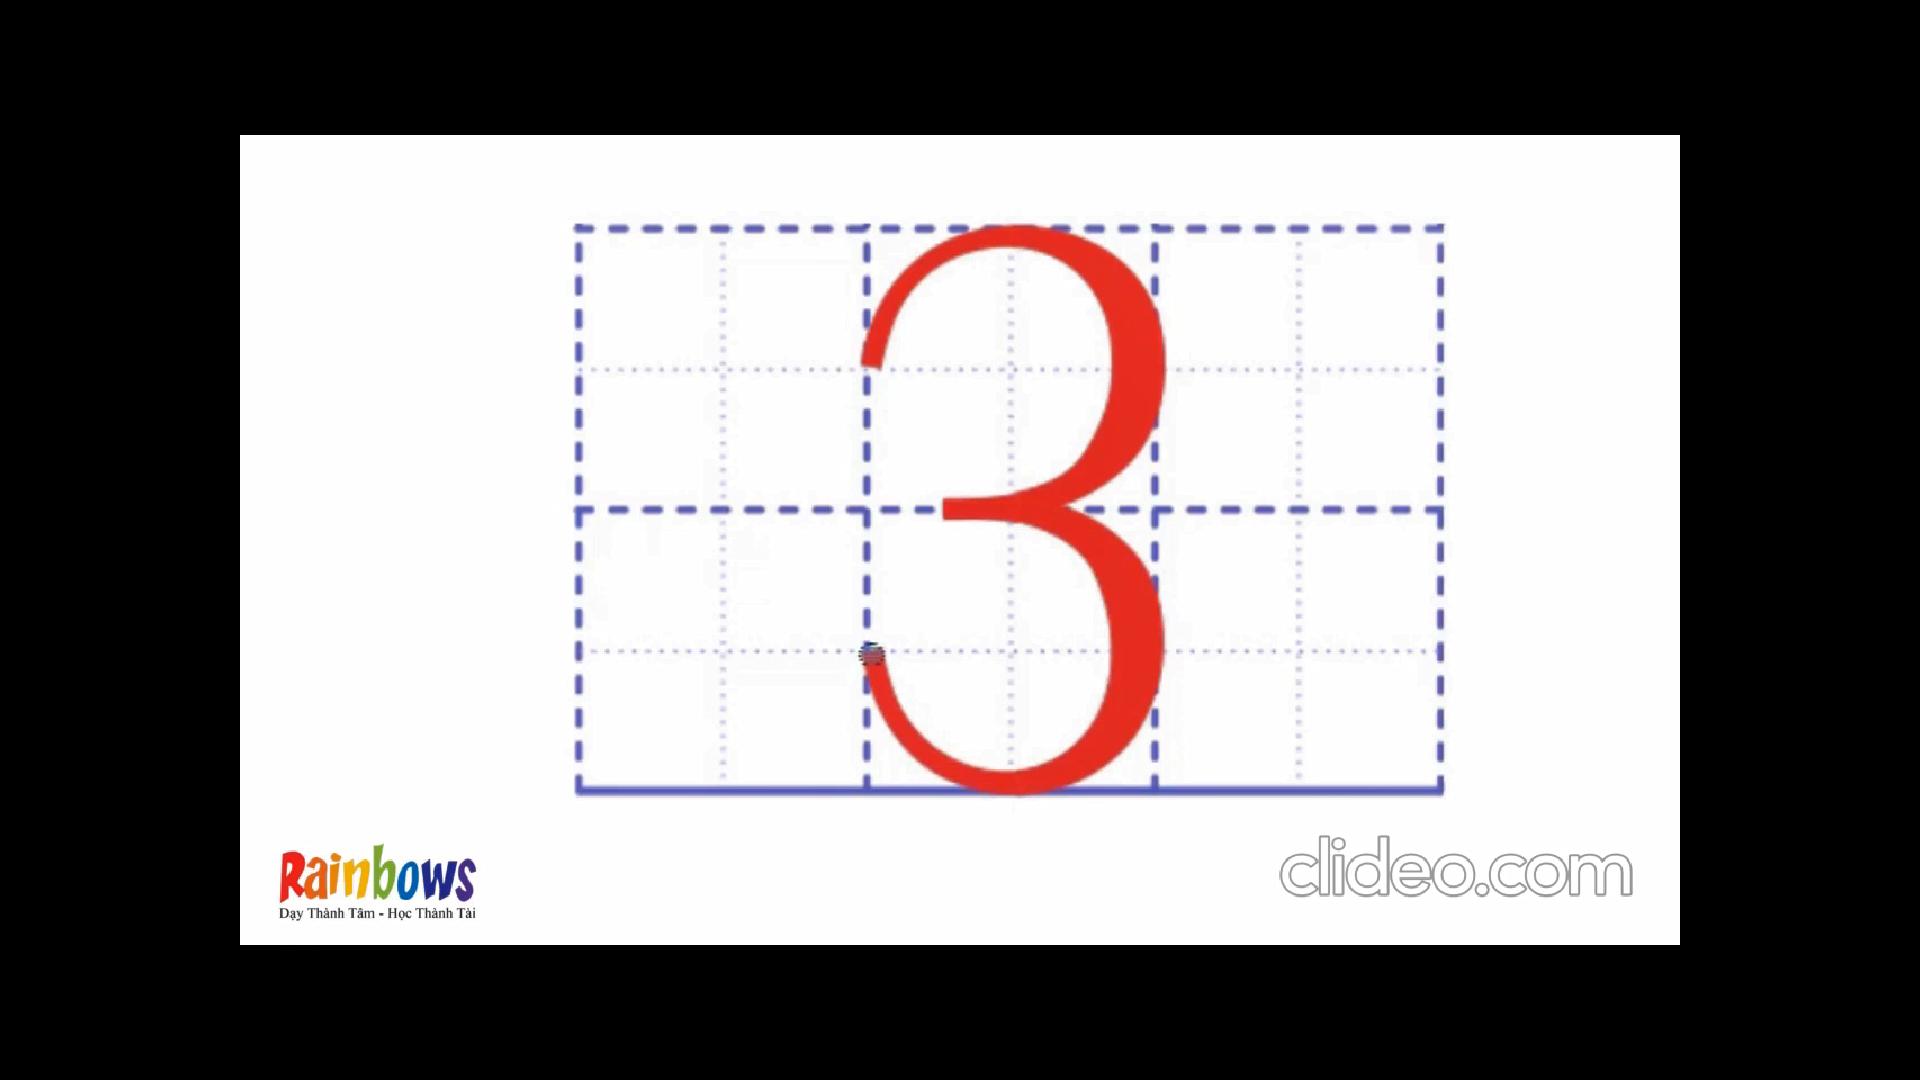 3
Rainbows
Dạy Thành Tâm - Học Thành Tài
clideo.com